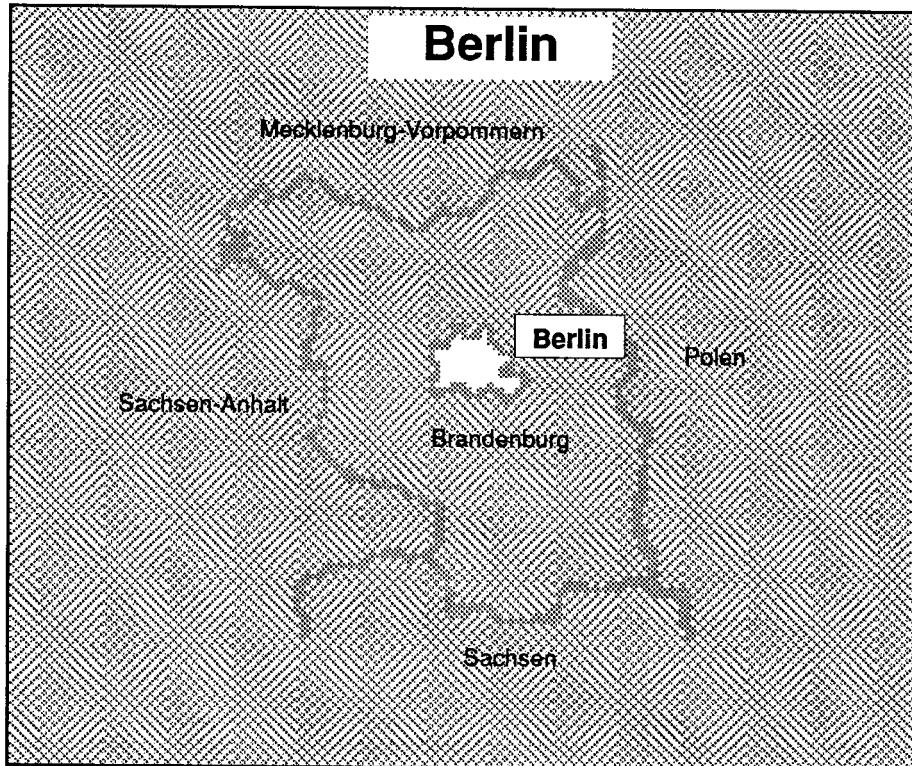 Berlin
Mecklenburg-Vorpommern
Berlin
Polen
Sachsen-Anhalt
Brandenburg
Sachsen